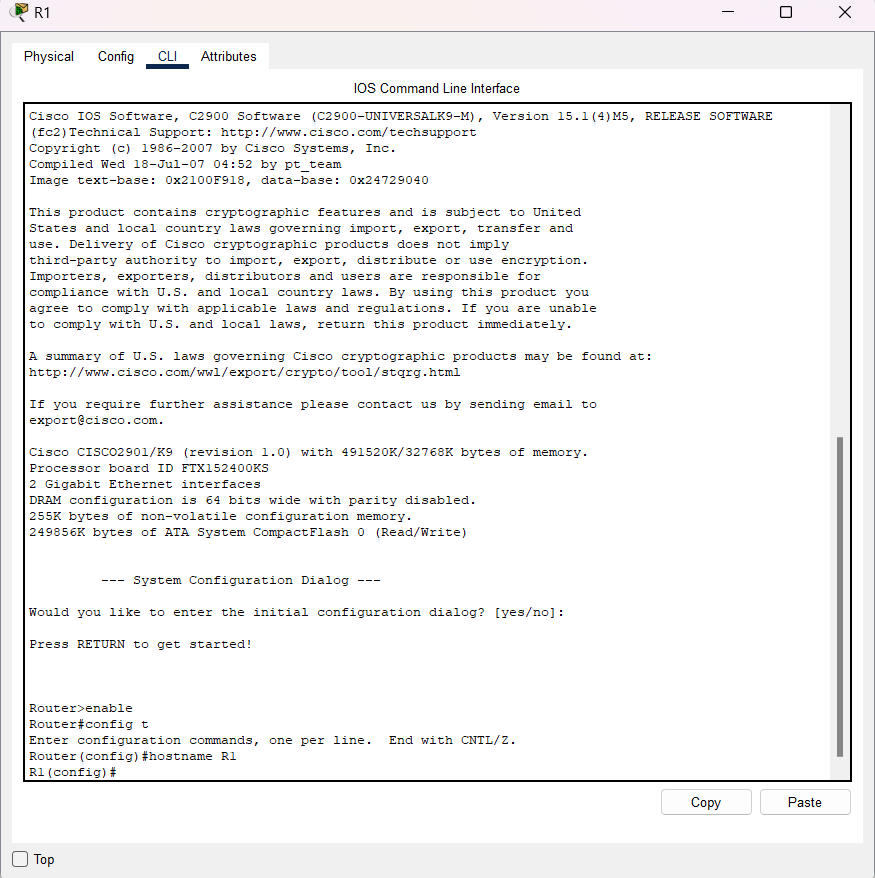 R1
Physical Config CLI Attributes
IOS Command Line Interface
Cisco IOS Software, C2900 Software (C2900-UNIVERSALK9-M), Version 15.1(4)M5, RELEASE SOFTWARE
(fc2)Technical Support: http://www.cisco.com/techsupport
Copyright (c) 1986-2007 by Cisco Systems, Inc.
Compiled Wed 18-Jul-07 04:52 by pt_team
Image text-base: 0x2100F918, data-base: 0x24729040
This product contains cryptographic features and is subject to United
States and local country laws governing import, export, transfer and
use. Delivery of Cisco cryptographic products does not imply
third-party authority to import, export, distribute or use encryption.
Importers, exporters, distributors and users are responsible for
compliance with U.S. and local country laws. By using this product you
agree to comply with applicable laws and regulations. If you are unable
to comply with U.S. and local laws, return this product immediately.
A summary of U.S. laws governing Cisco cryptographic products may be found at:
http://www.cisco.com/wwl/export/crypto/tool/stqrg.html
If you require further assistance please contact us by sending email to
export@cisco.com.
Cisco CISCO2901/K9 (revision 1.0) with 491520K/32768K bytes of memory.
Processor board ID FTX152400KS
2 Gigabit Ethernet interfaces
DRAM configuration is 64 bits wide with parity disabled.
255K bytes of non-volatile configuration memory.
249856K bytes of ATA System CompactFlash 0 (Read/Write)
--- System Configuration Dialog ---
Would you like to enter the initial configuration dialog? [yes/no]:
Press RETURN to get started!
Router>enable
Router#config t
Enter configuration commands, one per line.  End with CNTL/Z.
Router(config)#hostname R1
R1(config)#
Copy Paste
Top